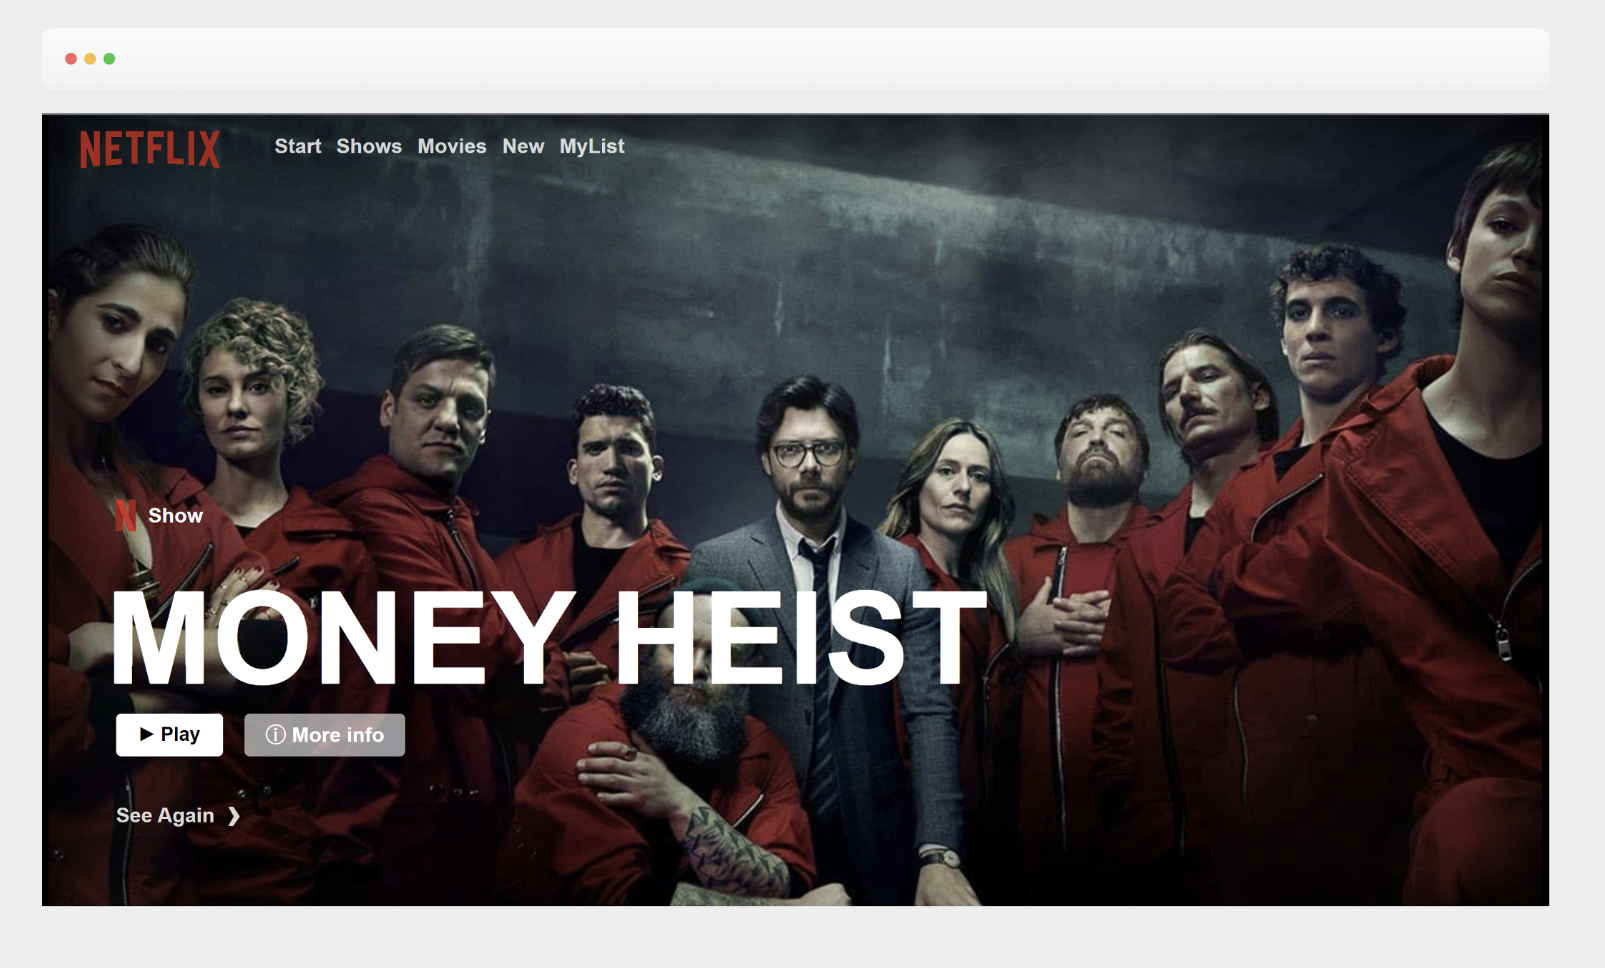 NETFLIX Start Shows Movies New MyList
N Show
MONEY HEIST
▶ Play ⓘ More info
See Again ❯